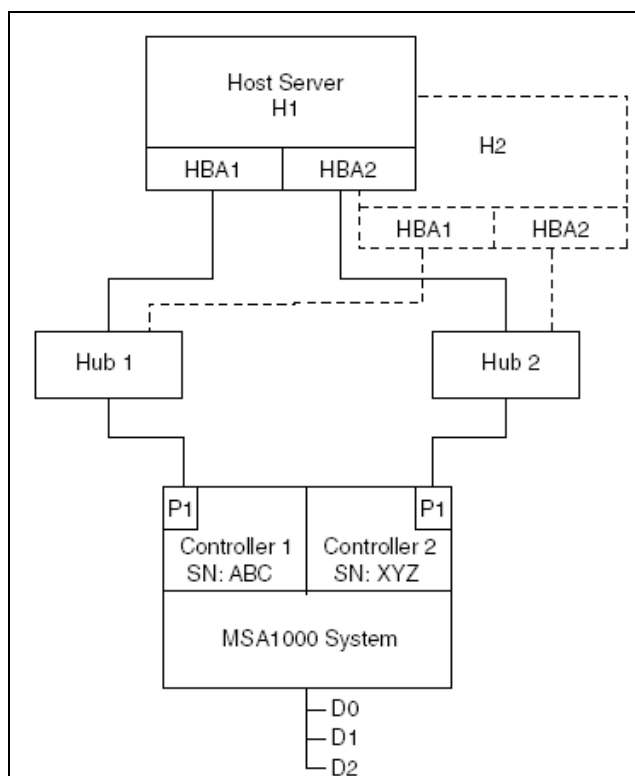 Host Server
H1
HBA1
HBA2
H2
HBA1
HBA2
Hub 1
Hub 2
P1
P1
Controller 1
SN: ABC
Controller 2
SN: XYZ
MSA1000 System
D0
D1
D2